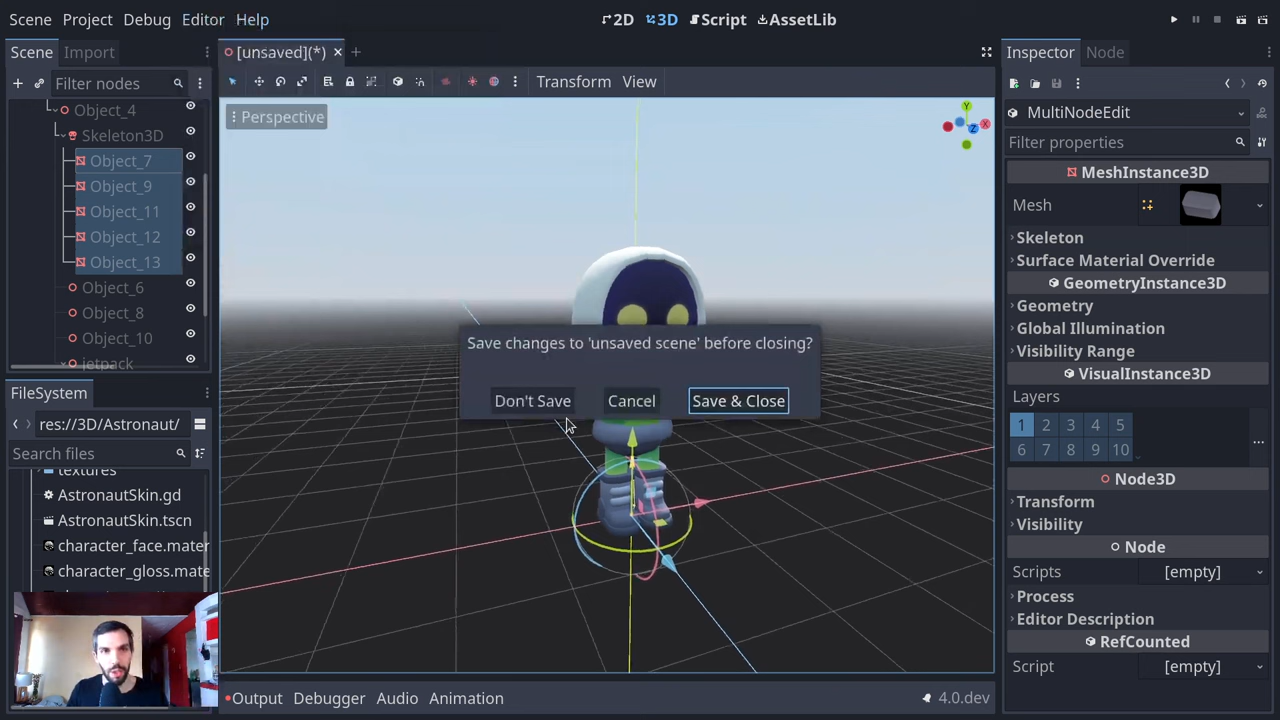 Scene Project Debug Editor Help
2D 3D Script AssetLib
Scene Import
[unsaved](*)
Inspector Node
Filter nodes
Transform View
Object_4
Skeleton3D
Object_7
Object_9
Object_11
Object_12
Object_13
Object_6
Object_8
Object_10
jetpack
Perspective
Y
X
Z
MultiNodeEdit
Filter properties
MeshInstance3D
Mesh
Skeleton
Surface Material Override
GeometryInstance3D
Geometry
Global Illumination
Visibility Range
VisualInstance3D
Layers
1 2 3 4 5
6 7 8 9 10
Node3D
Transform
Visibility
Node
Scripts [empty]
Process
Editor Description
RefCounted
Script [empty]
Save changes to 'unsaved scene' before closing?
Don't Save Cancel Save & Close
FileSystem
res://3D/Astronaut/
Search files
textures
AstronautSkin.gd
AstronautSkin.tscn
character_face.mater
character_gloss.mate
Output Debugger Audio Animation
4.0.dev